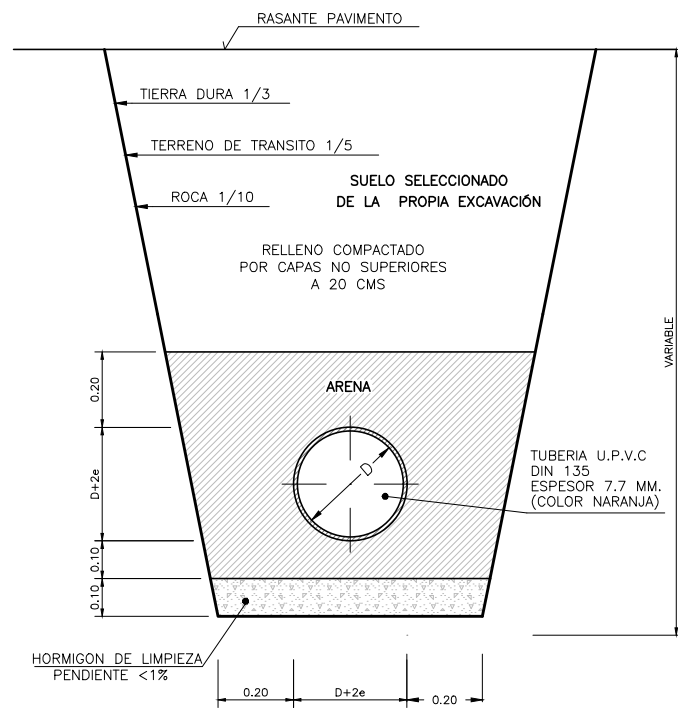 RASANTE PAVIMENTO
TIERRA DURA 1/3
TERRENO DE TRANSITO 1/5
ROCA 1/10
SUELO SELECCIONADO
DE LA PROPIA EXCAVACIÓN
RELLENO COMPACTADO
POR CAPAS NO SUPERIORES
A 20 CMS
VARIABLE
0.20
ARENA
D+2e
D
TUBERIA U.P.V.C
DIN 135
ESPESOR 7.7 MM.
(COLOR NARANJA)
0.10
0.10
HORMIGON DE LIMPIEZA
PENDIENTE <1%
0.20
D+2e
0.20